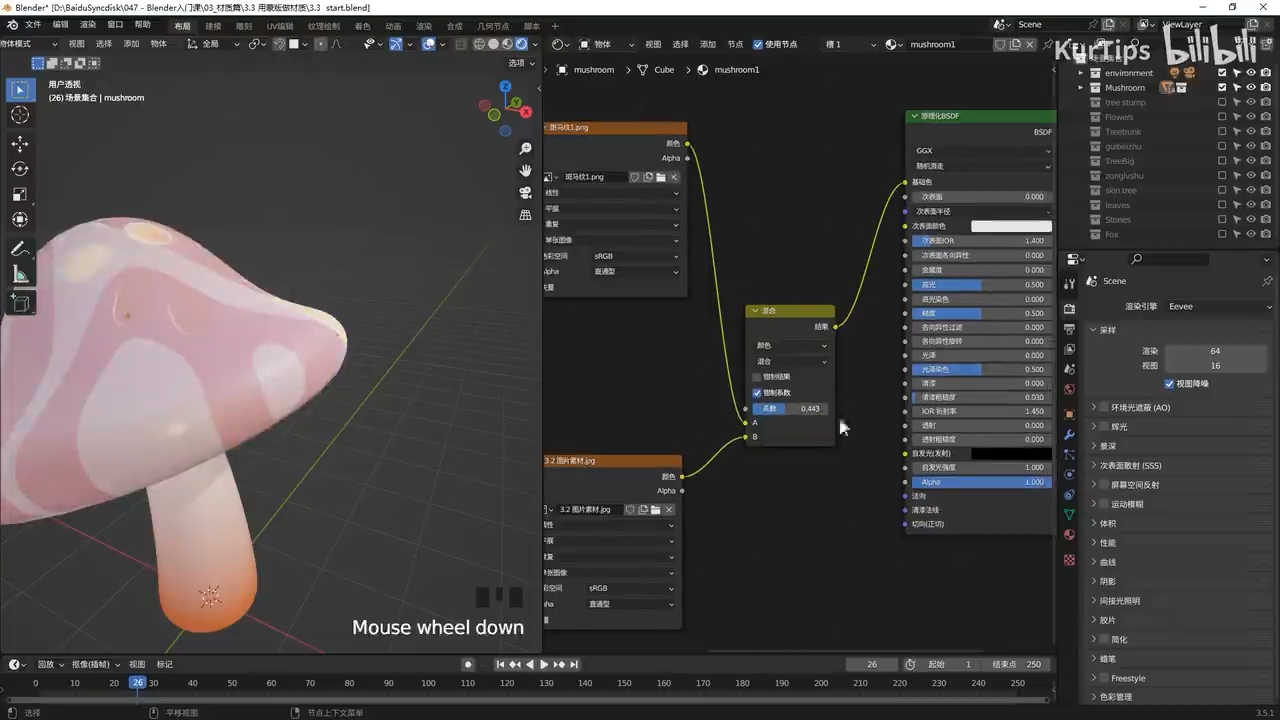 Blender* [D:\BaiduSyncdisk\047 - Blender入门课\03_材质篇\3.3 用蒙版做材质\3.3 start.blend]
文件 编辑 渲染 窗口 帮助 布局 建模 雕刻 UV编辑 纹理绘制 着色 动画 渲染 合成 Scene ViewLayer
KurTips bilibili
物体模式 视图 选择 添加 物体 全局 物体 视图 选择 添加 节点 使用节点 槽 1 mushroom1
选项
用户透视
(26) 场景集合 | mushroom
mushroom Cube mushroom1
environment
Mushroom
tree stump
Flowers
Treetrunk
guibeizhu
TreeBig
zonglvshu
skin tree
leaves
Stones
Fox
斑马纹1.png
颜色
Alpha
斑马纹1.png
线性
平展
重复
单张图像
色彩空间 sRGB
Alpha 直通型
矢量
混合
结果
颜色
混合
钳制结果
钳制系数
系数 0.443
A
B
3.2 图片素材.jpg
颜色
Alpha
3.2 图片素材.jpg
线性
平展
重复
单张图像
色彩空间 sRGB
Alpha 直通型
原理化BSDF
BSDF
GGX
随机游走
基础色
次表面 0.000
次表面半径
次表面颜色
次表面IOR 1.400
次表面各向异性 0.000
金属度 0.000
高光 0.500
高光染色 0.000
糙度 0.500
各向异性过滤 0.000
各向异性旋转 0.000
光泽 0.000
光泽染色 0.500
清漆 0.000
清漆粗糙度 0.030
IOR 折射率 1.450
透射 0.000
透射粗糙度 0.000
自发光(发射)
自发光强度 1.000
Alpha 1.000
法向
清漆法线
切向(正切)
Scene
渲染引擎 Eevee
采样
渲染 64
视图 16
视图降噪
环境光遮蔽 (AO)
辉光
景深
次表面散射 (SSS)
屏幕空间反射
运动模糊
体积
性能
曲线
阴影
间接光照明
胶片
简化
蜡笔
Freestyle
色彩管理
Mouse wheel down
回放 抠像(插帧) 视图 标记 26 起始 1 结束点 250
0 10 20 26 30 40 50 60 70 80 90 100 110 120 130 140 150 160 170 180 190 200 210 220 230 240 250
选择 平移视图 节点上下文菜单 3.5.1